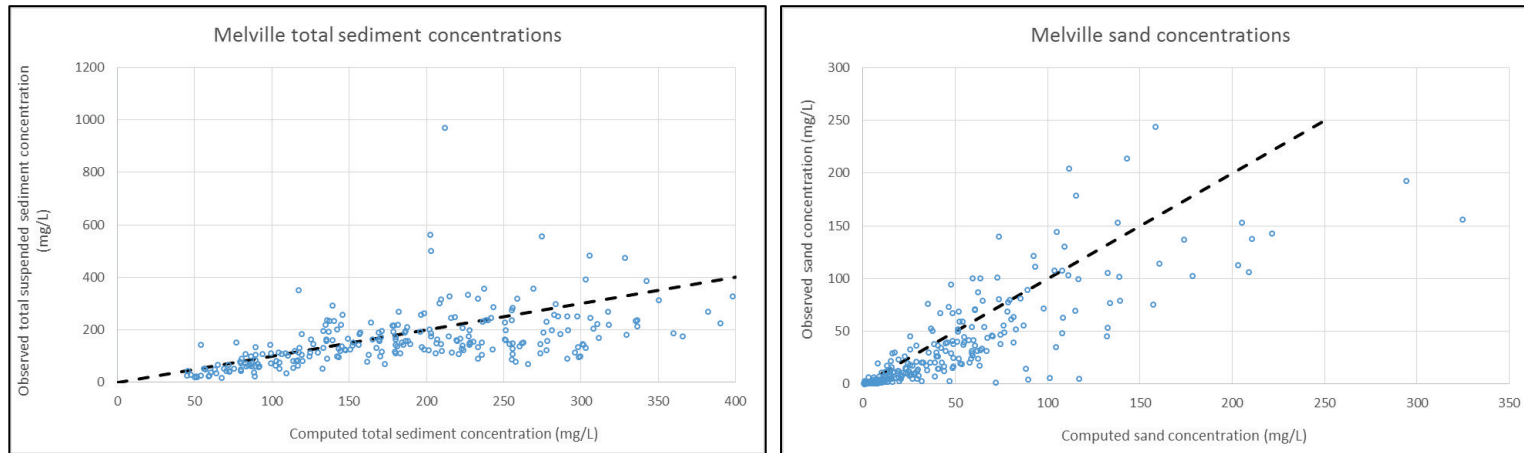 Melville total sediment concentrations
Observed total suspended sediment concentration
(mg/L)
1200
1000
800
600
400
200
0
0 50 100 150 200 250 300 350 400
Computed total sediment concentration (mg/L)
Melville sand concentrations
Observed sand concentration (mg/L)
300
250
200
150
100
50
0
0 50 100 150 200 250 300 350
Computed sand concentration (mg/L)